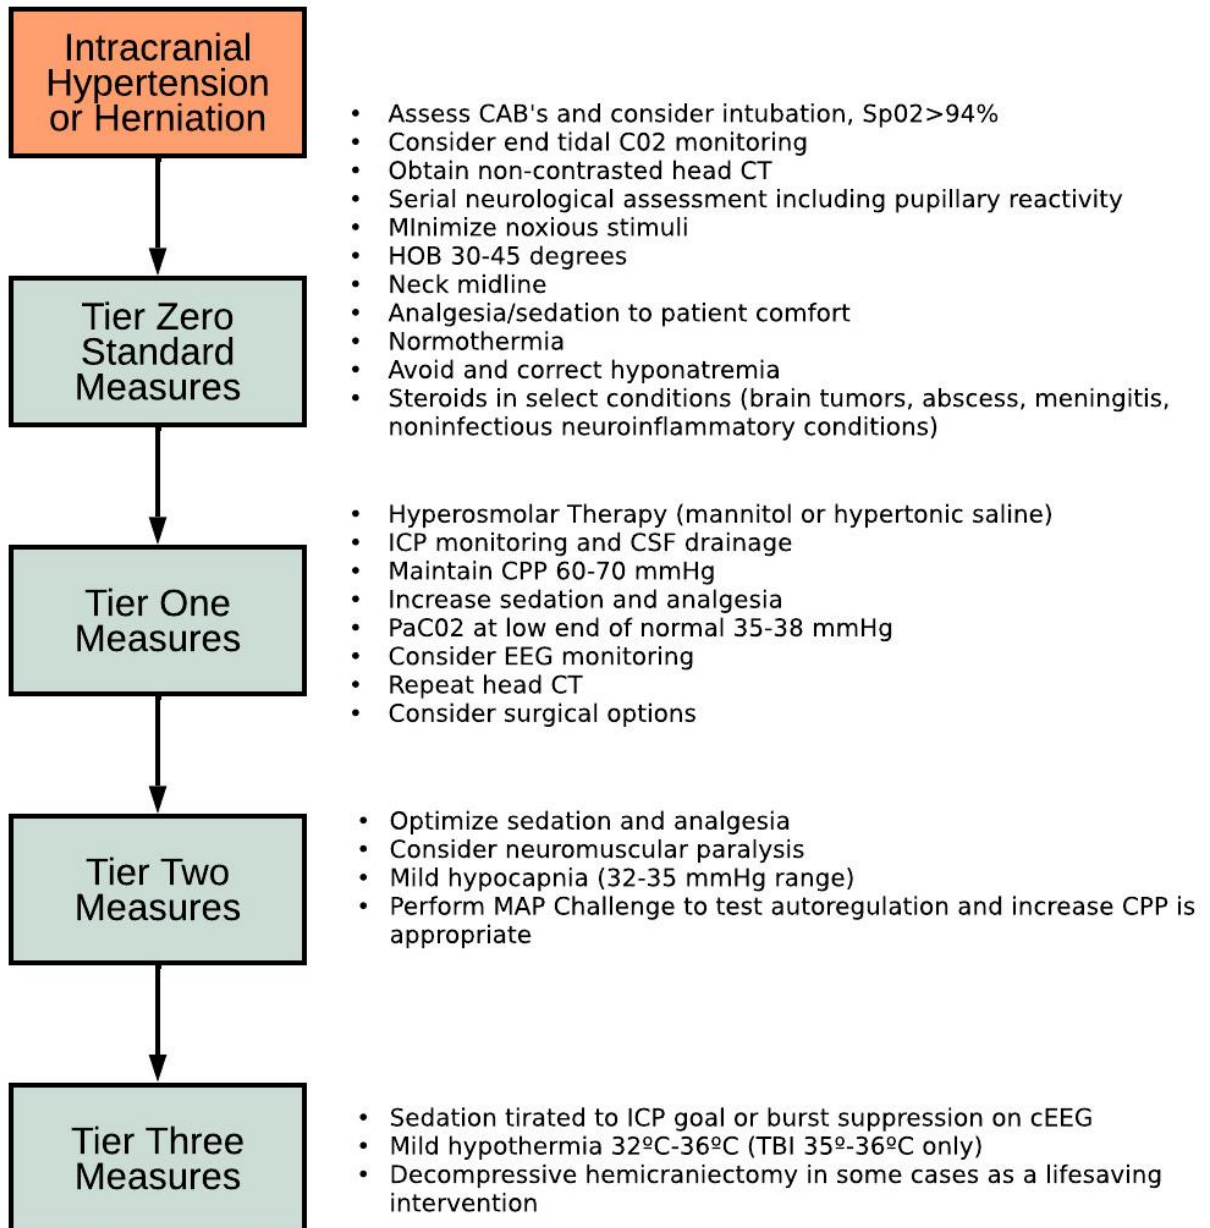 Intracranial
Hypertension
or Herniation
• Assess CAB's and consider intubation, Sp02>94%
• Consider end tidal C02 monitoring
• Obtain non-contrasted head CT
• Serial neurological assessment including pupillary reactivity
• MInimize noxious stimuli
• HOB 30-45 degrees
• Neck midline
• Analgesia/sedation to patient comfort
• Normothermia
• Avoid and correct hyponatremia
• Steroids in select conditions (brain tumors, abscess, meningitis,
noninfectious neuroinflammatory conditions)
Tier Zero
Standard
Measures
• Hyperosmolar Therapy (mannitol or hypertonic saline)
• ICP monitoring and CSF drainage
• Maintain CPP 60-70 mmHg
• Increase sedation and analgesia
• PaC02 at low end of normal 35-38 mmHg
• Consider EEG monitoring
• Repeat head CT
• Consider surgical options
Tier One
Measures
• Optimize sedation and analgesia
• Consider neuromuscular paralysis
• Mild hypocapnia (32-35 mmHg range)
• Perform MAP Challenge to test autoregulation and increase CPP is
appropriate
Tier Two
Measures
• Sedation tirated to ICP goal or burst suppression on cEEG
• Mild hypothermia 32ºC-36ºC (TBI 35º-36ºC only)
• Decompressive hemicraniectomy in some cases as a lifesaving
intervention
Tier Three
Measures